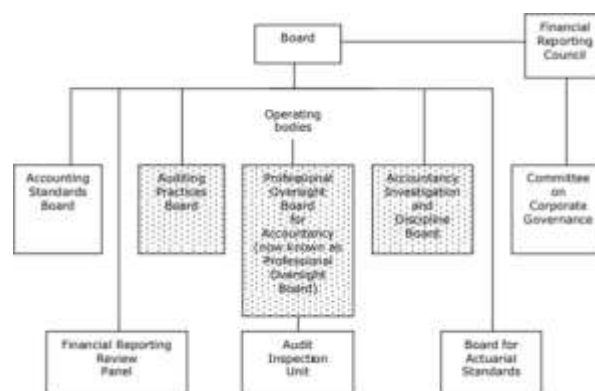 Board
Financial
Reporting
Council
Operating
bodies
Accounting
Standards
Board
Auditing
Practices
Board
Professional
Oversight
Board
for
Accountancy
(now known as
Professional
Oversight
Board)
Accountancy
Investigation
and
Discipline
Board
Committee
on
Corporate
Governance
Financial Reporting
Review
Panel
Audit
Inspection
Unit
Board for
Actuarial
Standards